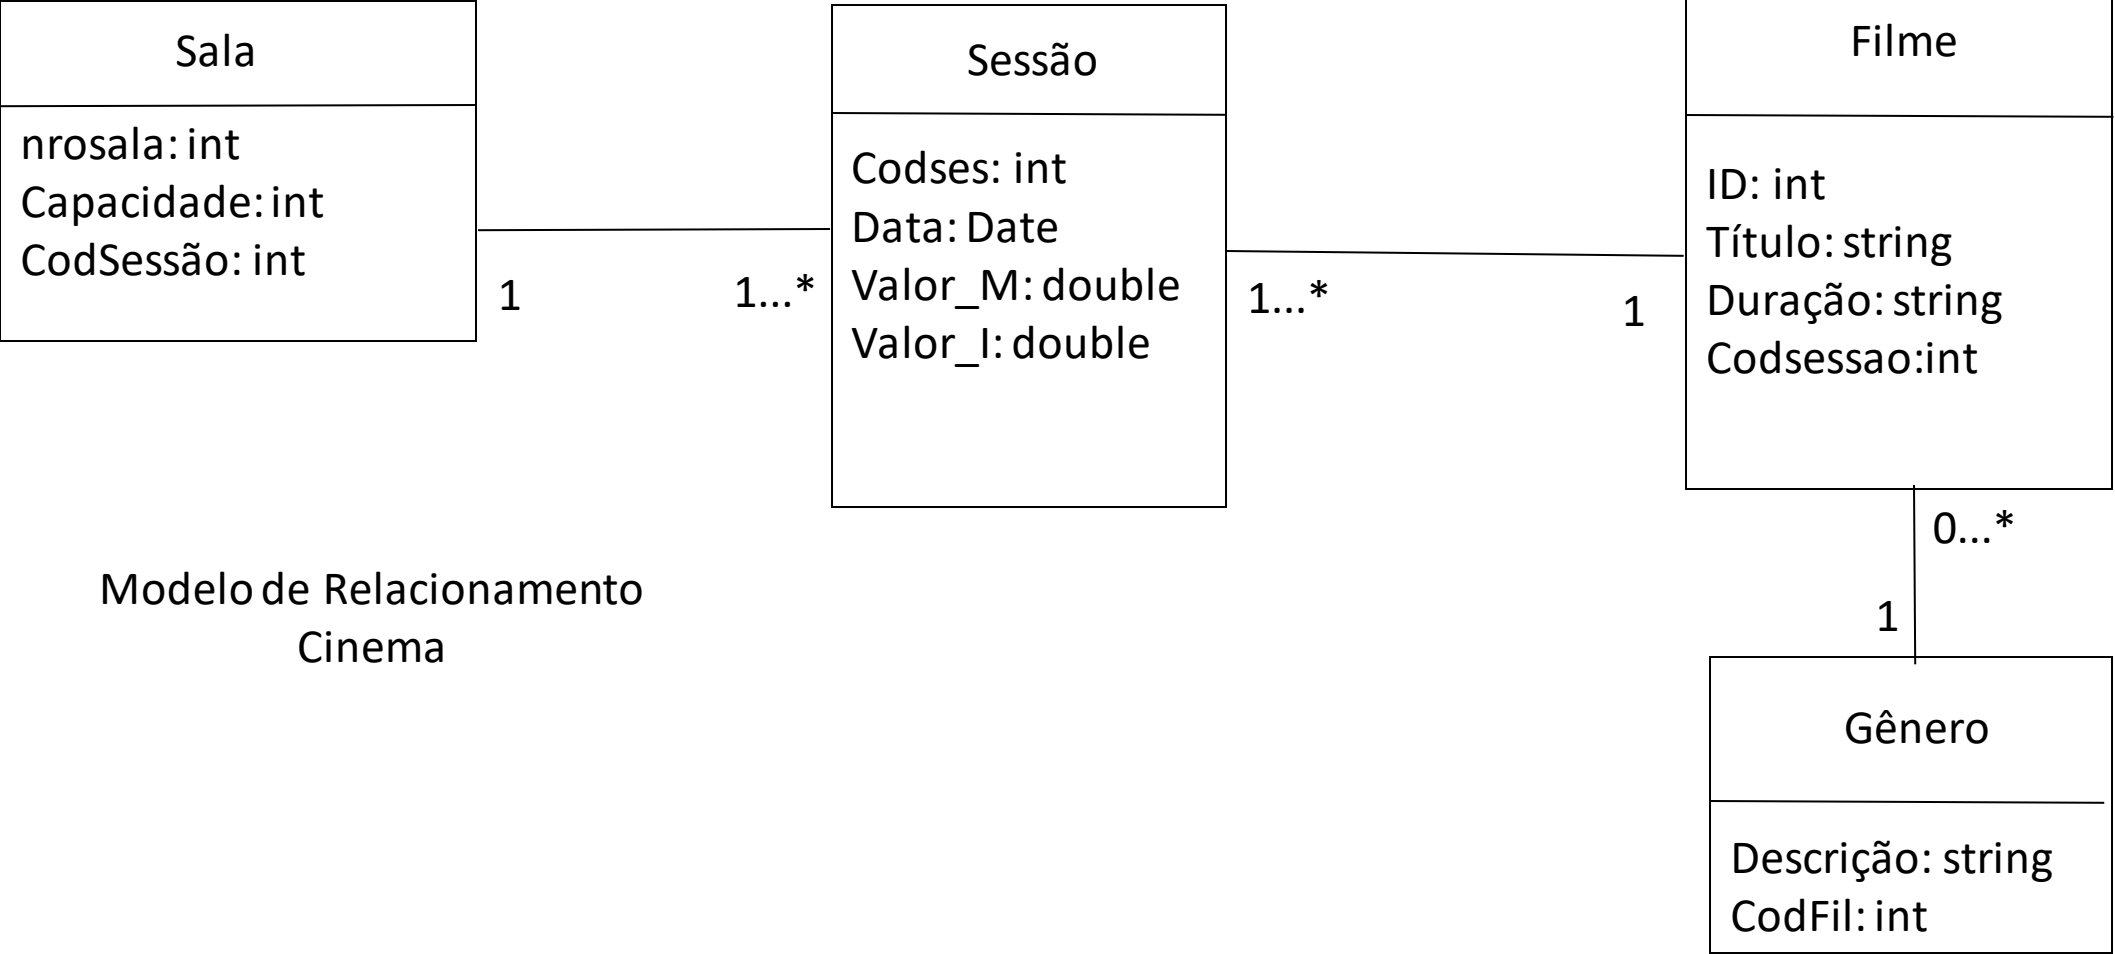 Sala
nrosala: int
Capacidade: int
CodSessão: int
1
1...*
Sessão
Codses: int
Data: Date
Valor_M: double
Valor_I: double
1...*
1
Filme
ID: int
Título: string
Duração: string
Codsessao:int
0...*
1
Gênero
Descrição: string
CodFil: int
Modelo de Relacionamento
Cinema